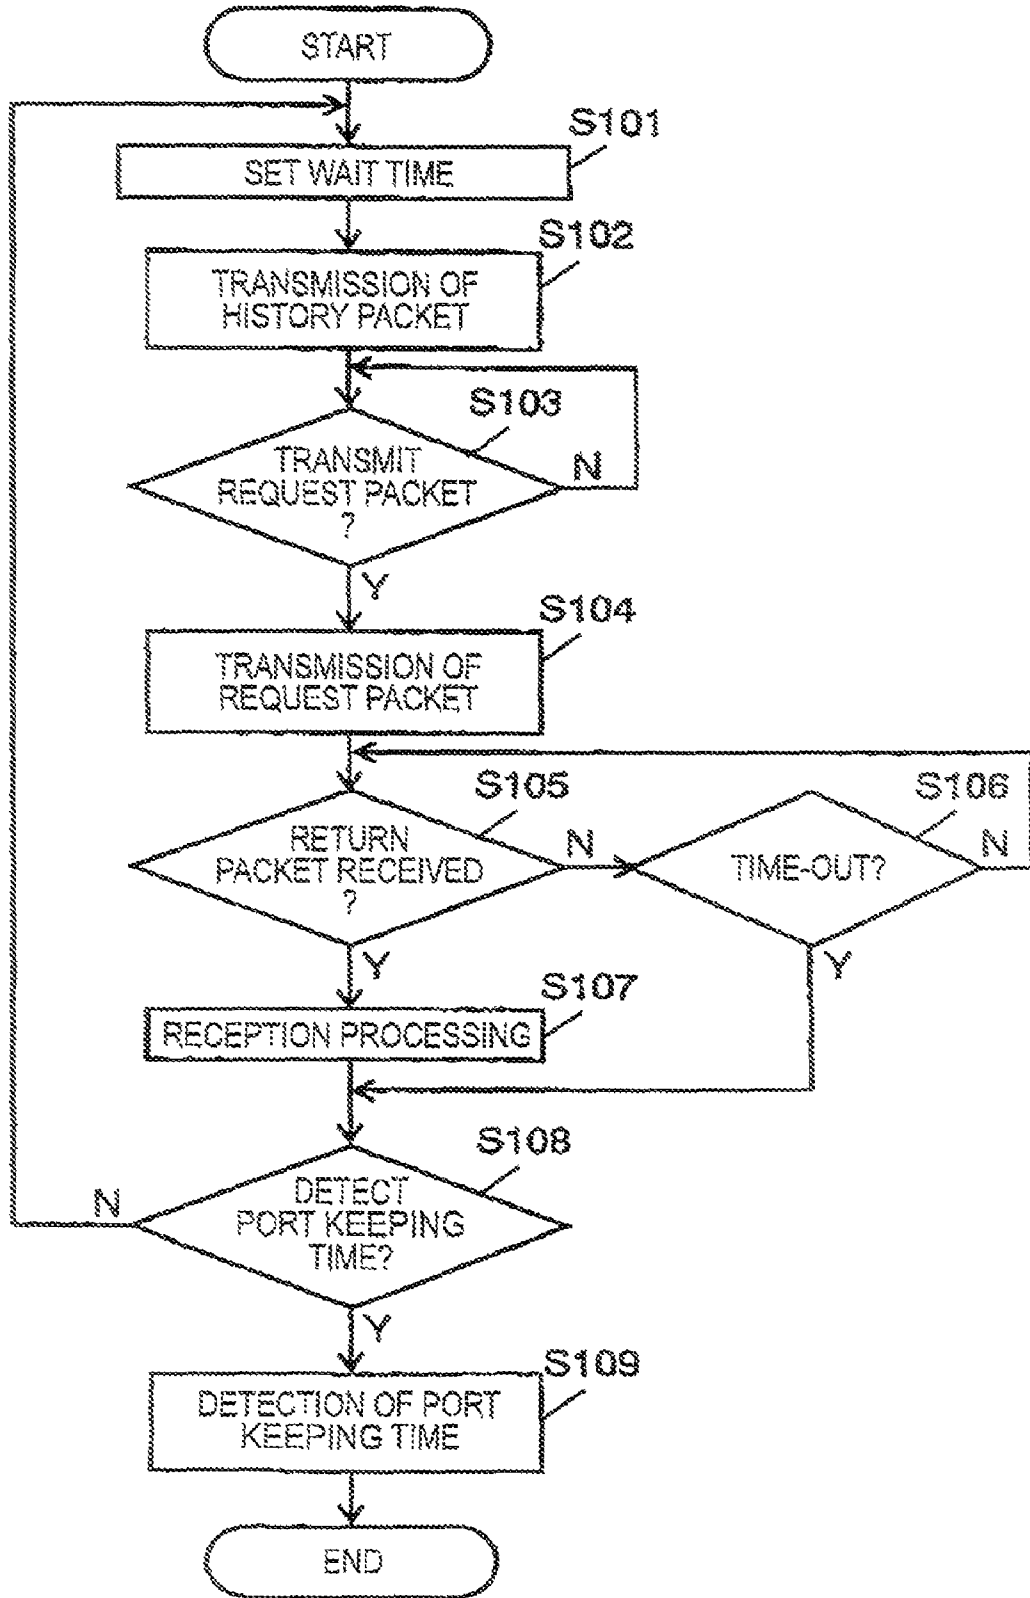 START
S101
SET WAIT TIME
S102
TRANSMISSION OF
HISTORY PACKET
S103
TRANSMIT
REQUEST PACKET
?
N
Y
S104
TRANSMISSION OF
REQUEST PACKET
S105
RETURN
PACKET RECEIVED
?
N
S106
TIME-OUT?
N
Y
Y
S107
RECEPTION PROCESSING
S108
DETECT
PORT KEEPING
TIME?
N
Y
S109
DETECTION OF PORT
KEEPING TIME
END